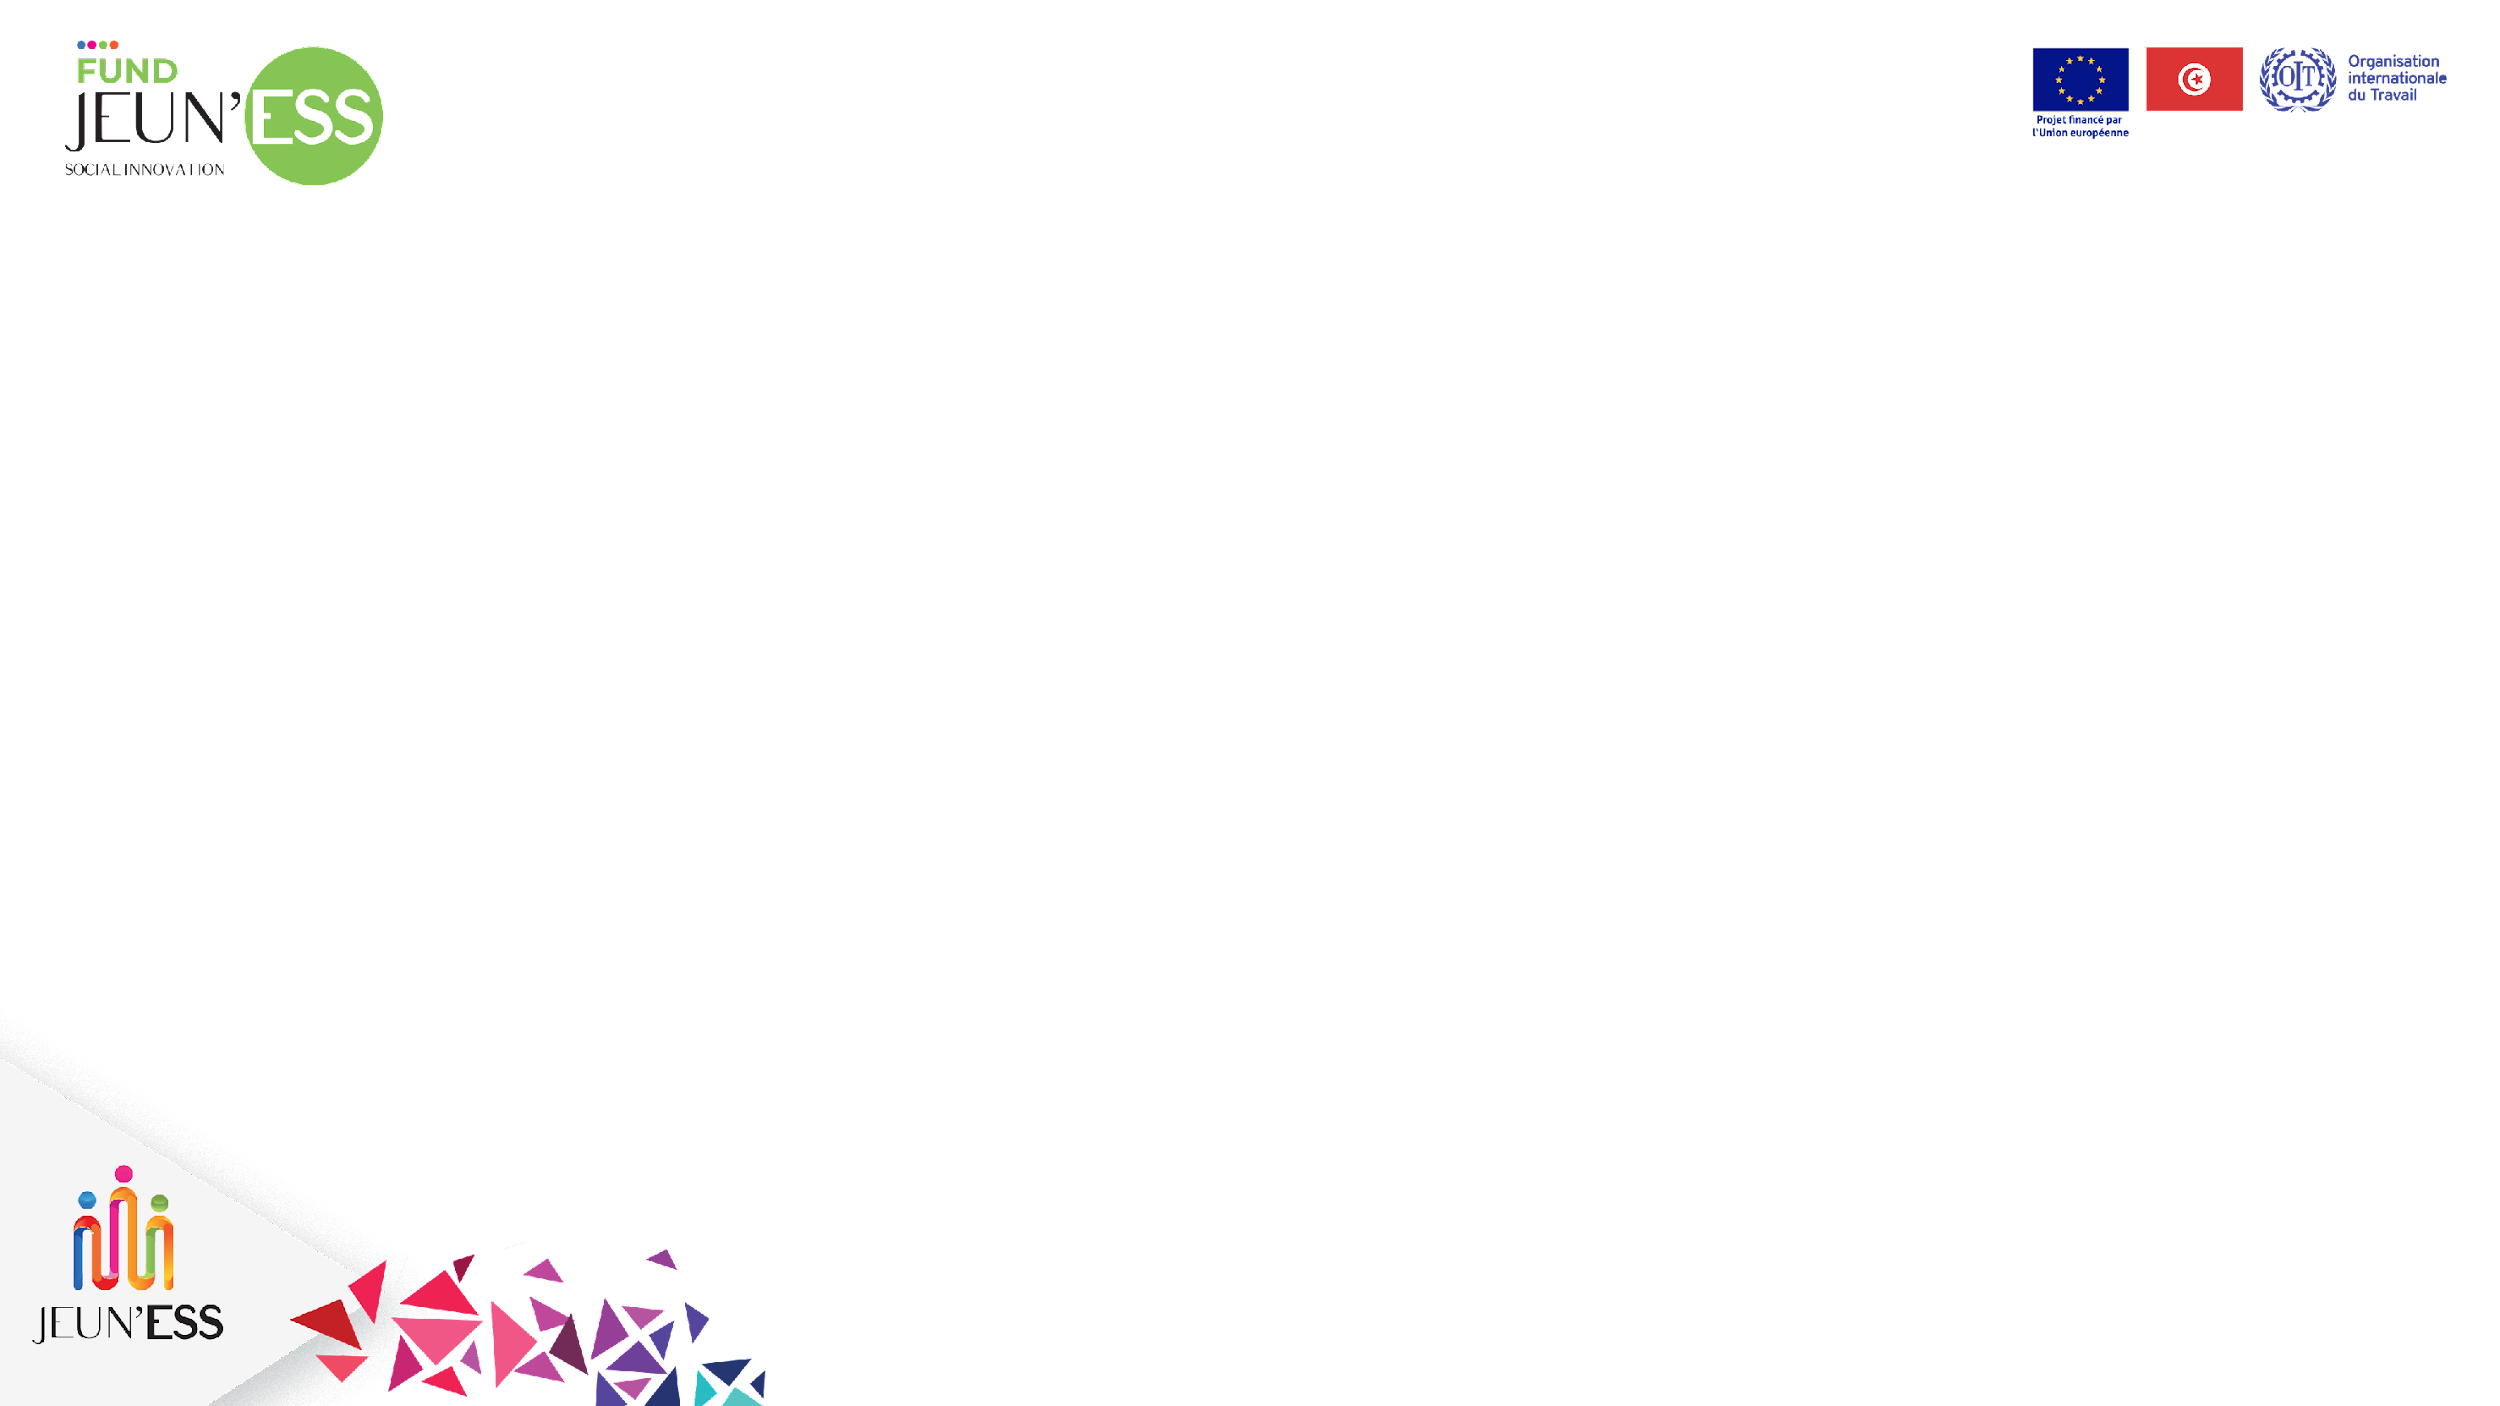 FUND
JEUN'ESS
SOCIAL INNOVATION
Projet financé par
l'Union européenne
OIT
Organisation
internationale
du Travail
JEUN'ESS